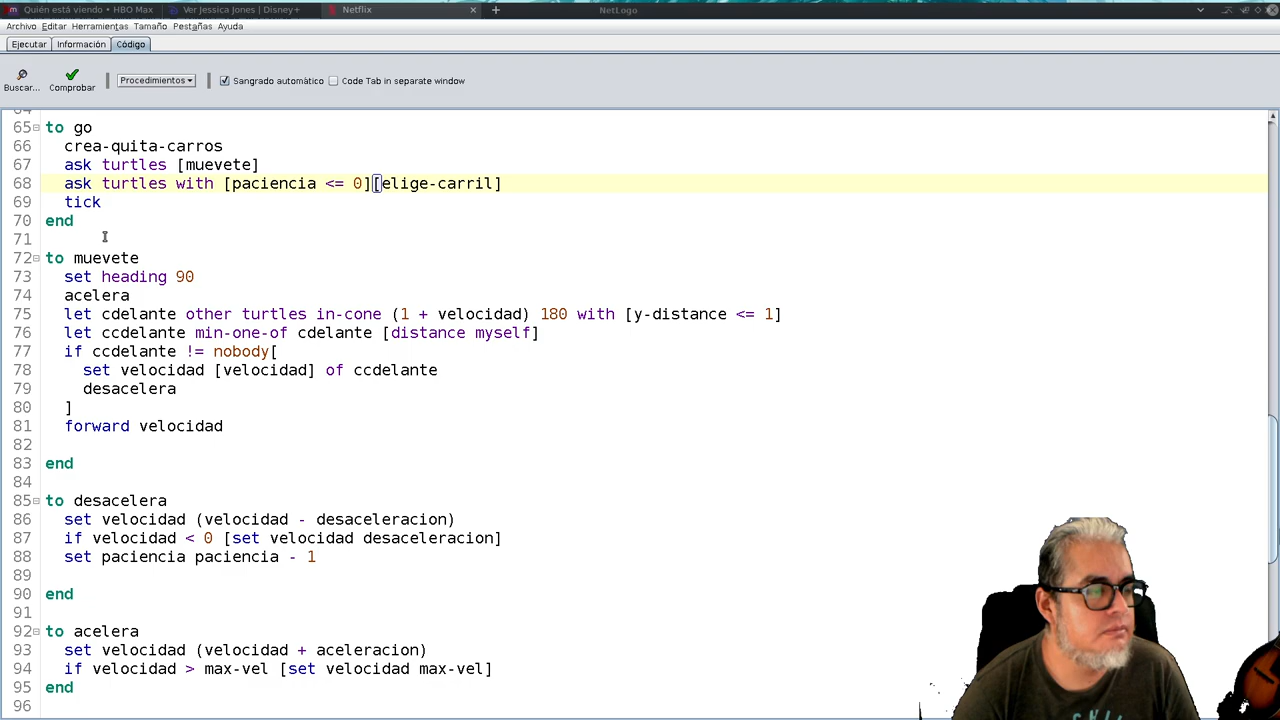 Quién está viendo • HBO Max
Ver Jessica Jones | Disney+
Netflix
NetLogo
Archivo Editar Herramientas Tamaño Pestañas Ayuda
Ejecutar Información Código
Buscar... Comprobar Procedimientos Sangrado automático Code Tab in separate window
64
65 to go
66 crea-quita-carros
67 ask turtles [muevete]
68 ask turtles with [paciencia <= 0][elige-carril]
69 tick
70 end
71
72 to muevete
73 set heading 90
74 acelera
75 let cdelante other turtles in-cone (1 + velocidad) 180 with [y-distance <= 1]
76 let ccdelante min-one-of cdelante [distance myself]
77 if ccdelante != nobody[
78 set velocidad [velocidad] of ccdelante
79 desacelera
80 ]
81 forward velocidad
82
83 end
84
85 to desacelera
86 set velocidad (velocidad - desaceleracion)
87 if velocidad < 0 [set velocidad desaceleracion]
88 set paciencia paciencia - 1
89
90 end
91
92 to acelera
93 set velocidad (velocidad + aceleracion)
94 if velocidad > max-vel [set velocidad max-vel]
95 end
96